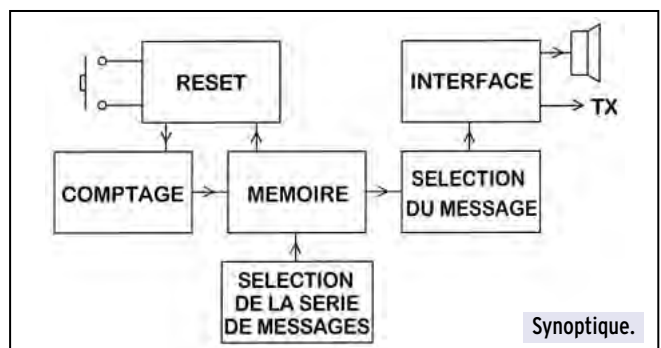 RESET
INTERFACE
TX
COMPTAGE
MEMOIRE
SELECTION
DU MESSAGE
SELECTION
DE LA SERIE
DE MESSAGES
Synoptique.